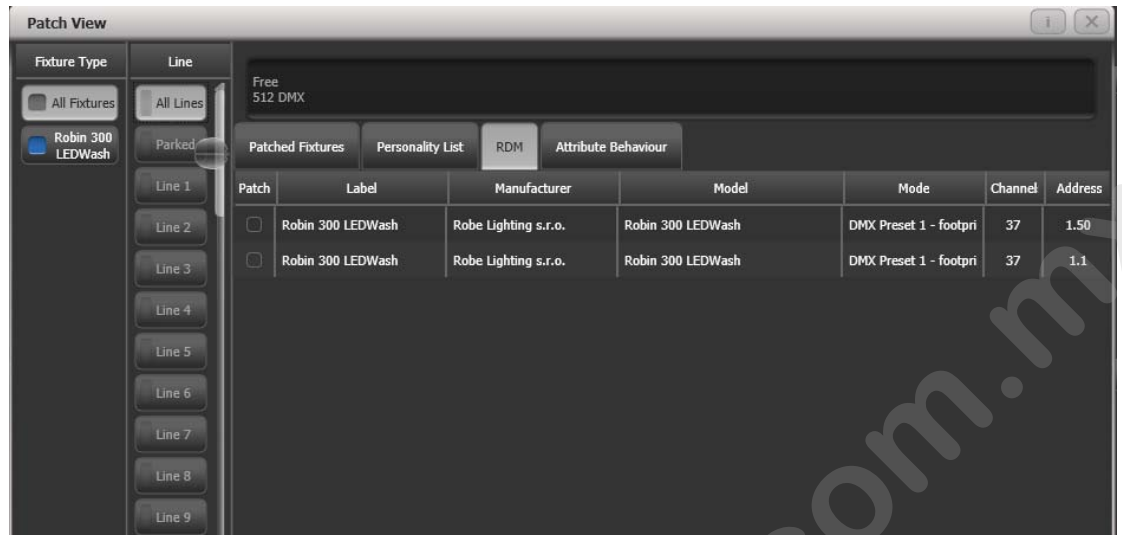 Patch View
Fixture Type
Line
All Fixtures
Robin 300
LEDWash
All Lines
Parked
Line 1
Line 2
Line 3
Line 4
Line 5
Line 6
Line 7
Line 8
Line 9
Free
512 DMX
Patched Fixtures Personality List RDM Attribute Behaviour
Patch Label Manufacturer Model Mode Channel Address
Robin 300 LEDWash Robe Lighting s.r.o. Robin 300 LEDWash DMX Preset 1 - footpri 37 1.50
Robin 300 LEDWash Robe Lighting s.r.o. Robin 300 LEDWash DMX Preset 1 - footpri 37 1.1